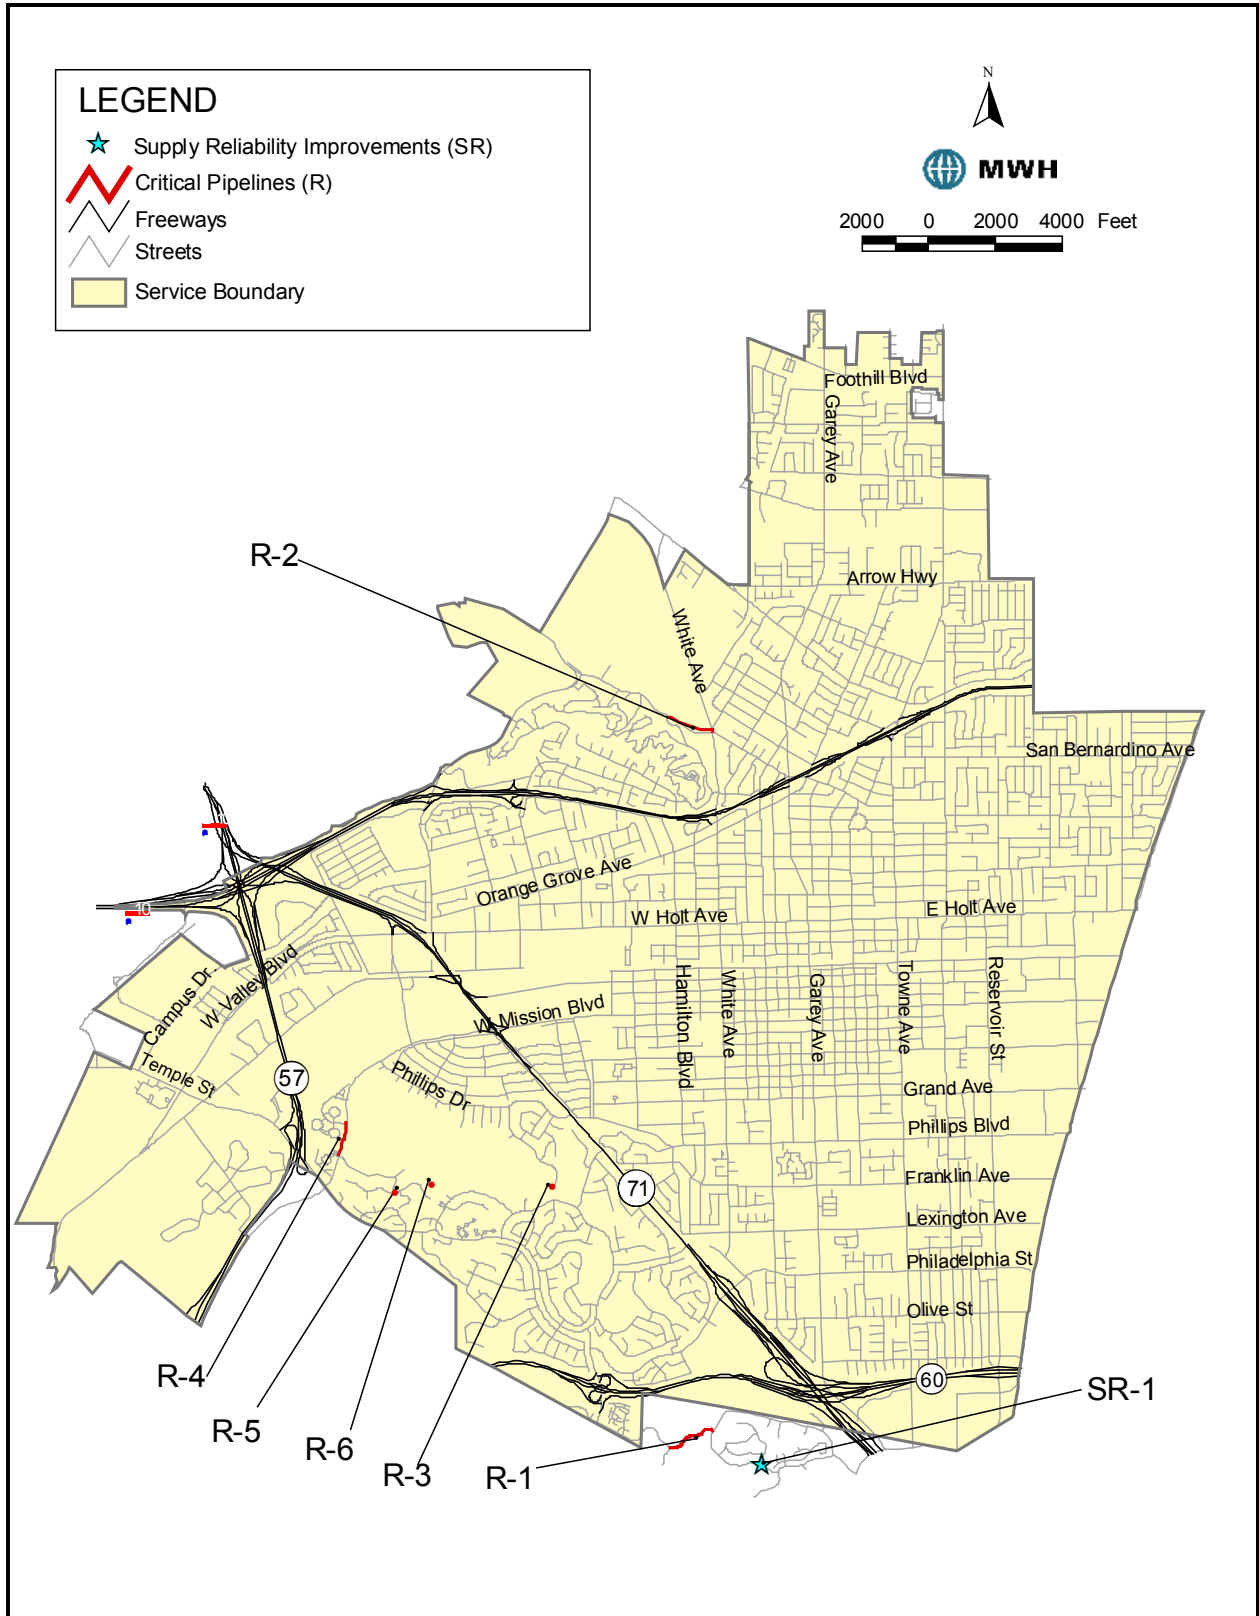 LEGEND
Supply Reliability Improvements (SR)
Critical Pipelines (R)
Freeways
Streets
Service Boundary
N
MWH
2000 0 2000 4000 Feet
Foothill Blvd
Garey Ave
R-2
Arrow Hwy
White Ave
San Bernardino Ave
Orange Grove Ave
10
W Holt Ave
E Holt Ave
Campus Dr.
W Valley Blvd
Hamilton Blvd
White Ave
Garey Ave
Towne Ave
Reservoir St
W Mission Blvd
Temple St
57
Phillips Dr
Grand Ave
Phillips Blvd
Franklin Ave
71
Lexington Ave
Philadelphia St
Olive St
R-4
60
SR-1
R-5
R-6
R-3
R-1